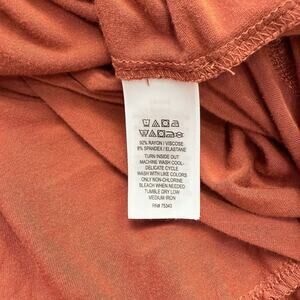 92% RAYON / VISCOSE
8% SPANDEX / ELASTANE
TURN INSIDE OUT
MACHINE WASH COOL-
DELICATE CYCLE
WASH WITH LIKE COLORS
ONLY NON-CHLORINE
BLEACH WHEN NEEDED
TUMBLE DRY LOW
MEDIUM IRON
RN# 75343